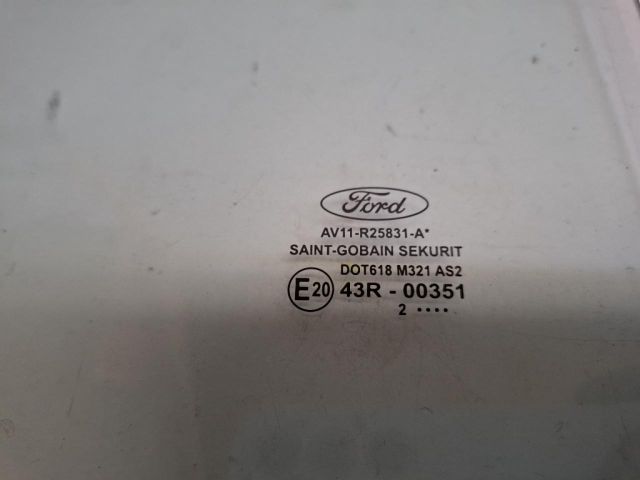 Ford
AV11-R25831-A*
SAINT-GOBAIN SEKURIT
DOT618 M321 AS2
E20 43R - 00351
2 ····